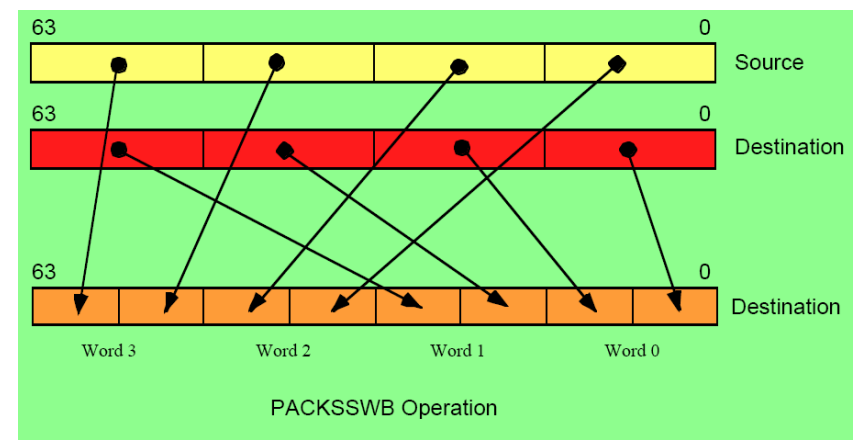 63 0
Source
63 0
Destination
63 0
Destination
Word 3 Word 2 Word 1 Word 0
PACKSSWB Operation